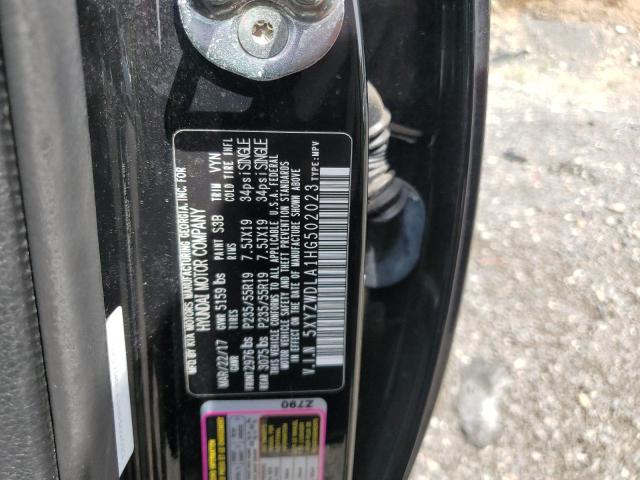 MFG.BY KIA MOTORS MANUFACTURING GEORGIA, INC. FOR
HYUNDAI MOTOR COMPANY
MAR/22/17 PAINT S3B TRIM VYN
GVWR 5159 lbs TIRES RIMS COLD TIRE INFL
FRONT 2976 lbs P235/55R19 7.5JX19 34psi SINGLE
REAR 3075 lbs P235/55R19 7.5JX19 34psi SINGLE
THIS VEHICLE CONFORMS TO ALL APPLICABLE U.S.A. FEDERAL
MOTOR VEHICLE SAFETY, BUMPER, AND THEFT PREVENTION STANDARDS
IN EFFECT ON THE DATE OF MANUFACTURE SHOWN ABOVE
V.I.N: 5XYZWDLA1HG502023 TYPE:MPV
Z790